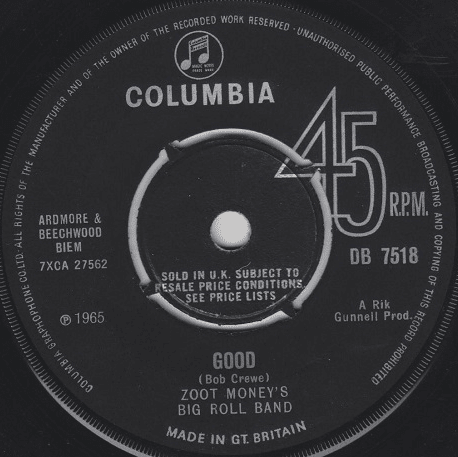 ALL RIGHTS OF THE MANUFACTURER AND OF THE OWNER OF THE RECORDED WORK RESERVED · UNAUTHORISED PUBLIC PERFORMANCE BROADCASTING AND COPYING OF THIS RECORD PROHIBITED
COLUMBIA GRAPHOPHONE CO. LTD.
COLUMBIA
45
R.P.M.
ARDMORE &
BEECHWOOD
BIEM
7XCA 27562
DB 7518
SOLD IN U.K. SUBJECT TO
RESALE PRICE CONDITIONS,
SEE PRICE LISTS
℗ 1965
A Rik
Gunnell Prod.
GOOD
(Bob Crewe)
ZOOT MONEY'S
BIG ROLL BAND
MADE IN GT. BRITAIN